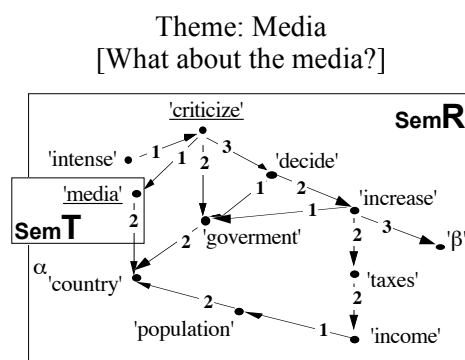 Theme: Media
[What about the media?]
'criticize'
SemR
1
1
2
3
'intense'
'decide'
'media'
1
2
'increase'
SemT
2
1
'goverment'
3
'β'
2
2
α
'country'
'taxes'
2
2
'population'
1
'income'